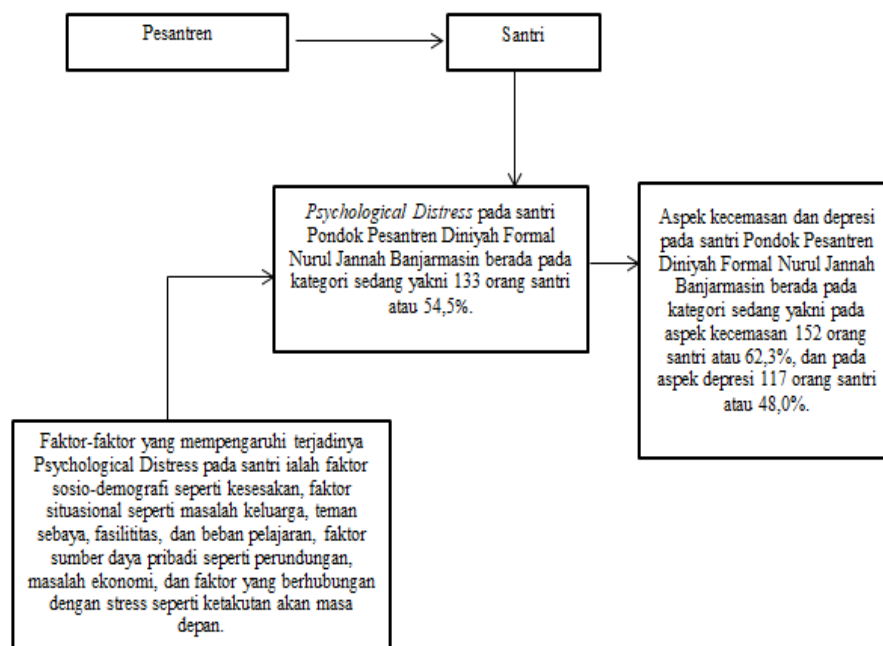 Pesantren
Santri
Psychological Distress pada santri
Pondok Pesantren Diniyah Formal
Nurul Jannah Banjarmasin berada pada
kategori sedang yakni 133 orang santri
atau 54,5%.
Aspek kecemasan dan depresi
pada santri Pondok Pesantren
Diniyah Formal Nurul Jannah
Banjarmasin berada pada
kategori sedang yakni pada
aspek kecemasan 152 orang
santri atau 62,3%, dan pada
aspek depresi 117 orang santri
atau 48,0%.
Faktor-faktor yang mempengaruhi terjadinya
Psychological Distress pada santri ialah faktor
sosio-demografi seperti kesesakan, faktor
situasional seperti masalah keluarga, teman
sebaya, fasilititas, dan beban pelajaran, faktor
sumber daya pribadi seperti perundungan,
masalah ekonomi, dan faktor yang berhubungan
dengan stress seperti ketakutan akan masa
depan.